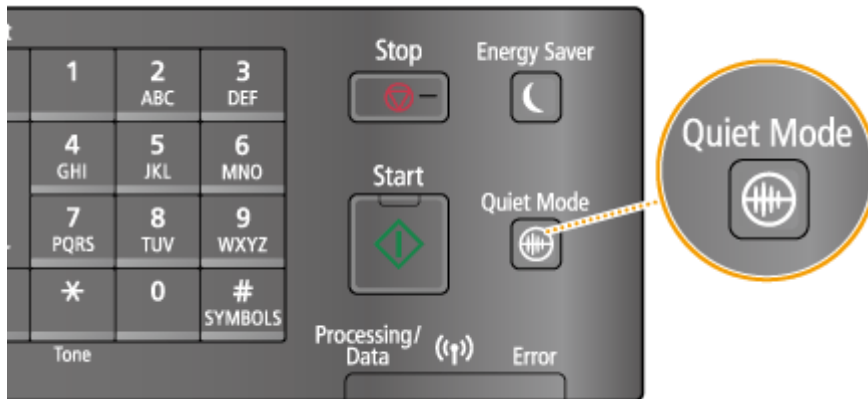 Stop
Energy Saver
1
2
3
ABC
DEF
4
5
6
GHI
JKL
MNO
Start
Quiet Mode
7
8
9
PQRS
TUV
WXYZ
0
#
SYMBOLS
Tone
Processing/
Data
Error
Quiet Mode